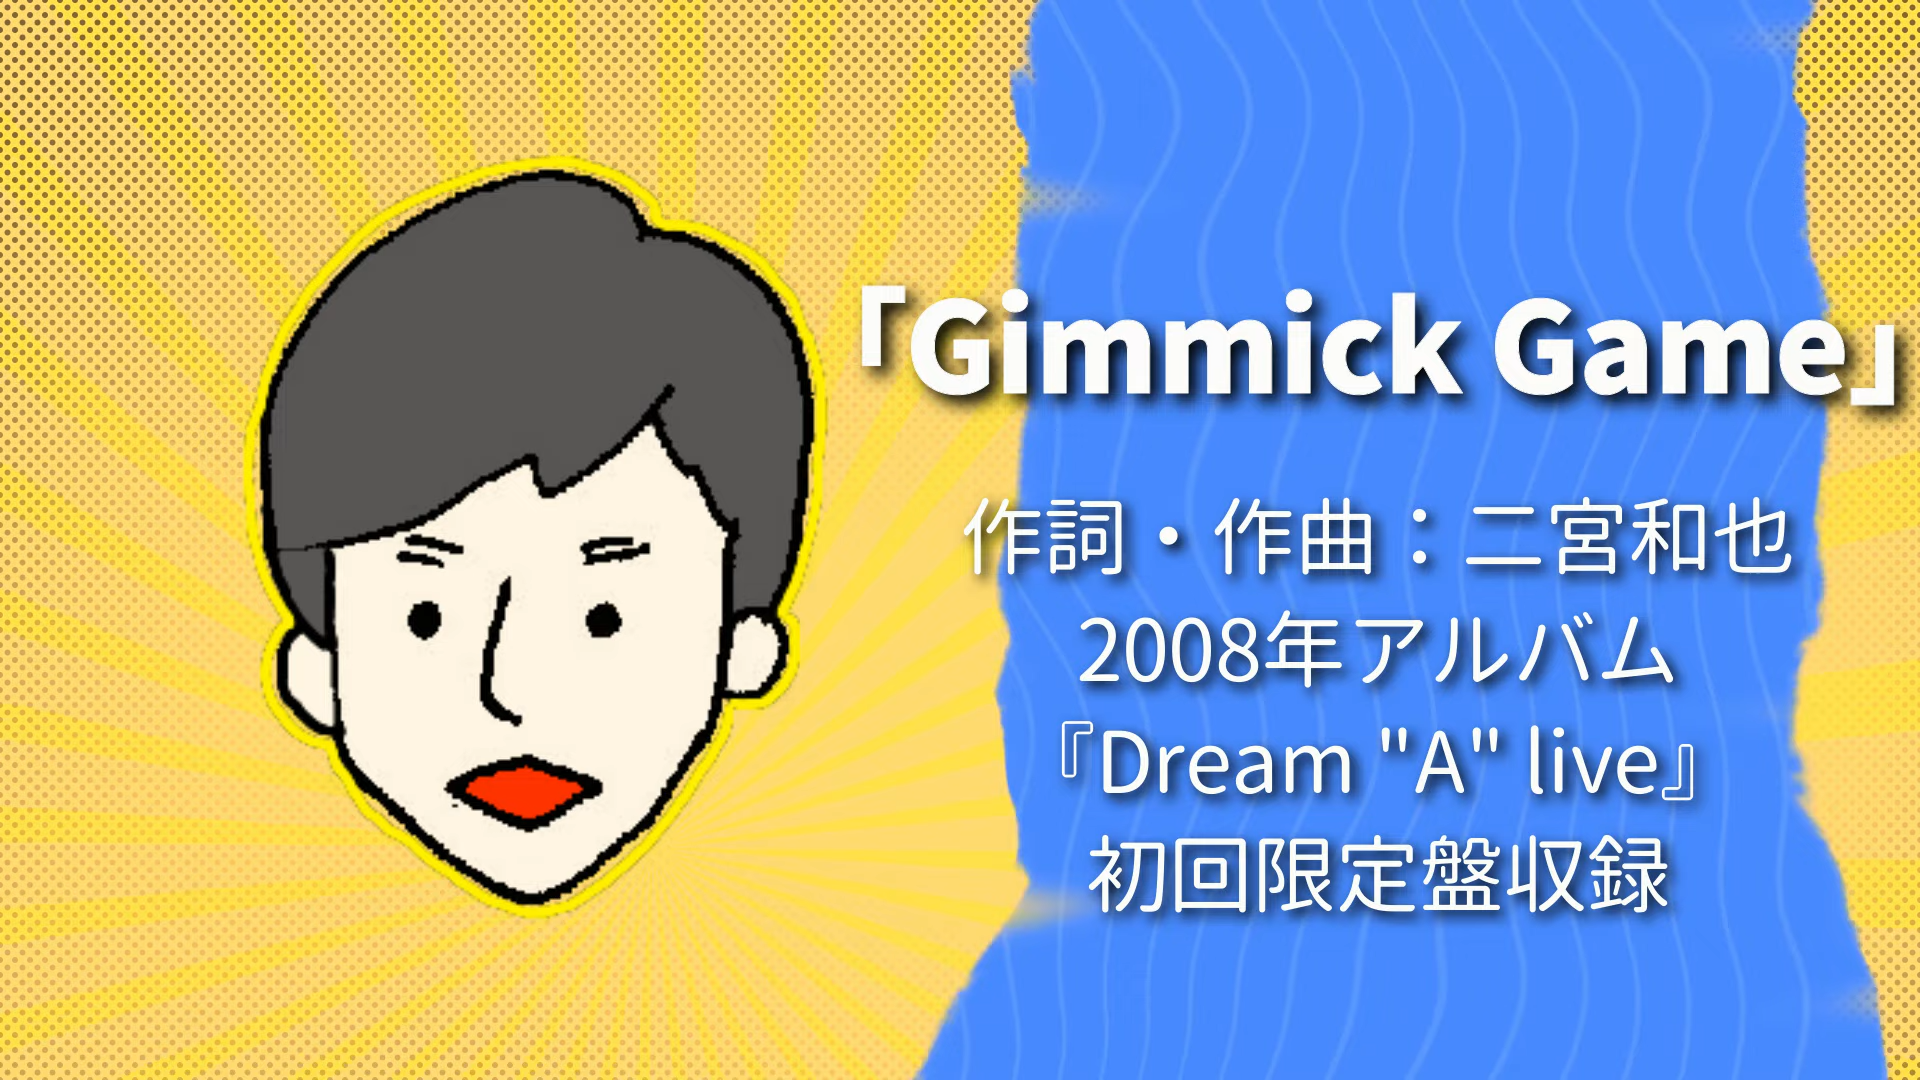 「Gimmick Game」
作詞・作曲：二宮和也
2008年アルバム
『Dream "A" live』
初回限定盤収録